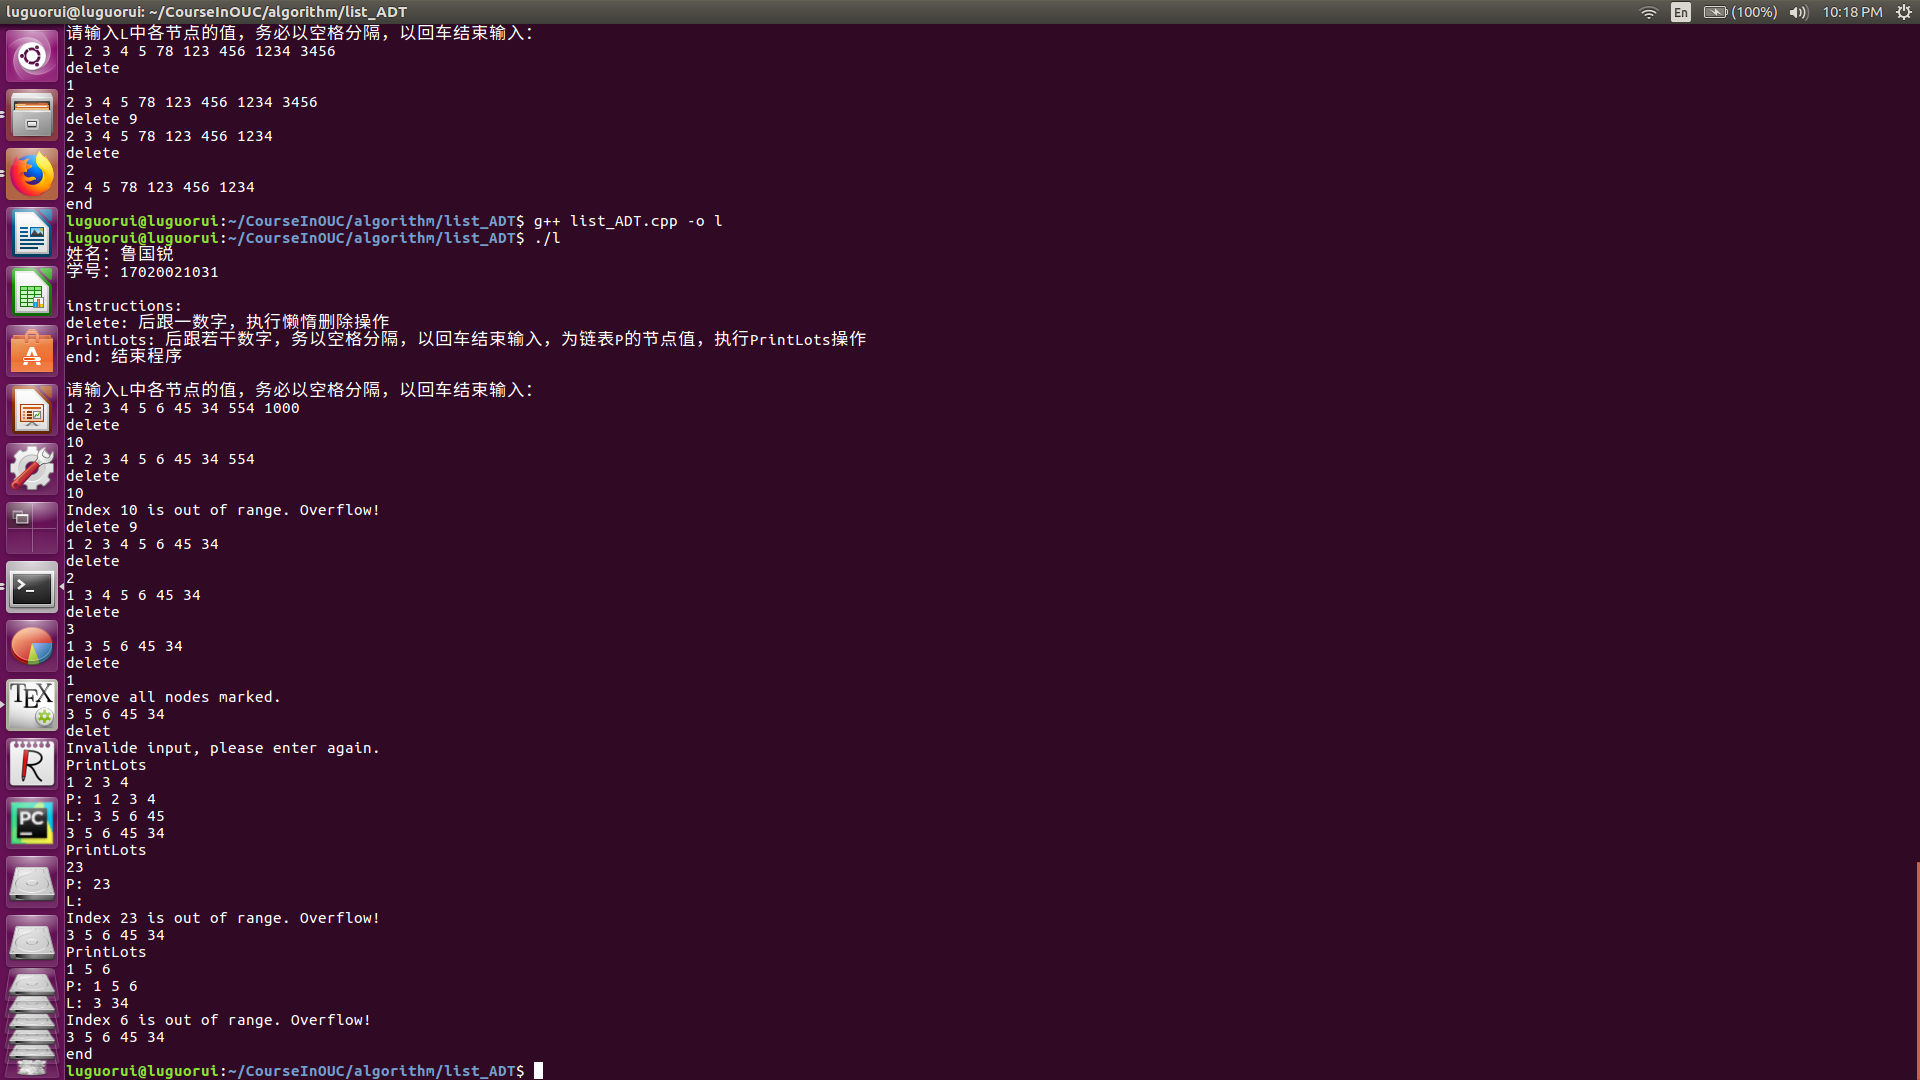 luguorui@luguorui: ~/CourseInOUC/algorithm/list_ADT
En (100%) 10:18 PM
请输入L中各节点的值，务必以空格分隔，以回车结束输入：
1 2 3 4 5 78 123 456 1234 3456
delete
1
2 3 4 5 78 123 456 1234 3456
delete 9
2 3 4 5 78 123 456 1234
delete
2
2 4 5 78 123 456 1234
end
luguorui@luguorui:~/CourseInOUC/algorithm/list_ADT$ g++ list_ADT.cpp -o l
luguorui@luguorui:~/CourseInOUC/algorithm/list_ADT$ ./l
姓名：鲁国锐
学号：17020021031
instructions:
delete: 后跟一数字，执行懒惰删除操作
PrintLots: 后跟若干数字，务以空格分隔，以回车结束输入，为链表P的节点值，执行PrintLots操作
end: 结束程序
请输入L中各节点的值，务必以空格分隔，以回车结束输入：
1 2 3 4 5 6 45 34 554 1000
delete
10
1 2 3 4 5 6 45 34 554
delete
10
Index 10 is out of range. Overflow!
delete 9
1 2 3 4 5 6 45 34
delete
2
1 3 4 5 6 45 34
delete
3
1 3 5 6 45 34
delete
1
remove all nodes marked.
3 5 6 45 34
delet
Invalide input, please enter again.
PrintLots
1 2 3 4
P: 1 2 3 4
L: 3 5 6 45
3 5 6 45 34
PrintLots
23
P: 23
L:
Index 23 is out of range. Overflow!
3 5 6 45 34
PrintLots
1 5 6
P: 1 5 6
L: 3 34
Index 6 is out of range. Overflow!
3 5 6 45 34
end
luguorui@luguorui:~/CourseInOUC/algorithm/list_ADT$
TEX
R
PC